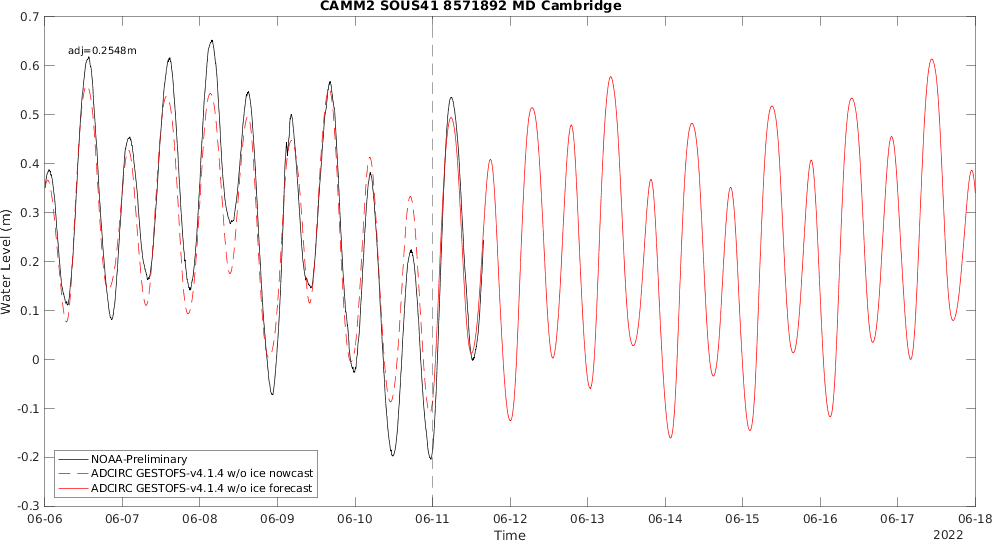 CAMM2 SOUS41 8571892 MD Cambridge
0.7
adj=0.2548m
0.6
0.5
0.4
0.3
0.2
0.1
0
-0.1
-0.2
-0.3
Water Level (m)
NOAA-Preliminary
ADCIRC GESTOFS-v4.1.4 w/o ice nowcast
ADCIRC GESTOFS-v4.1.4 w/o ice forecast
06-06 06-07 06-08 06-09 06-10 06-11 06-12 06-13 06-14 06-15 06-16 06-17 06-18
Time
2022